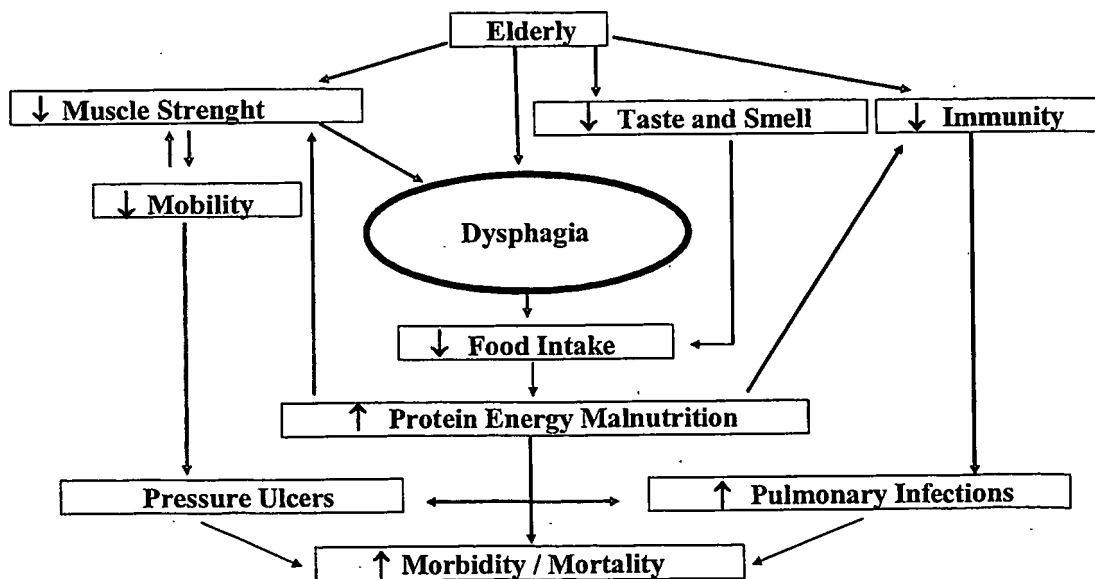 Elderly
↓ Muscle Strenght
↓ Taste and Smell
↓ Immunity
↓ Mobility
Dysphagia
↓ Food Intake
↑ Protein Energy Malnutrition
Pressure Ulcers
↑ Pulmonary Infections
↑ Morbidity / Mortality